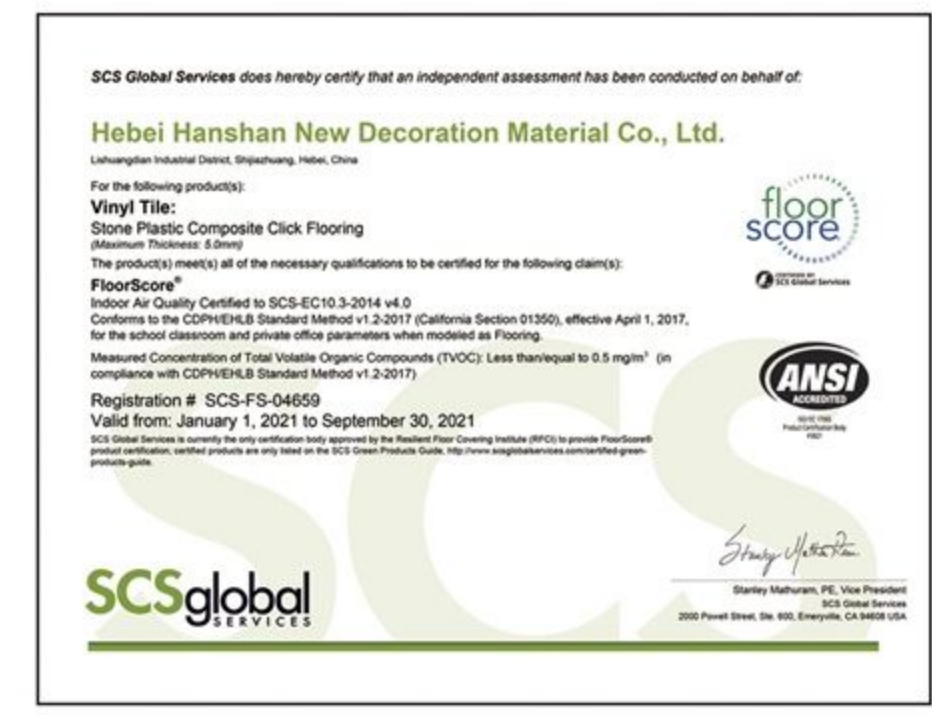 SCS Global Services does hereby certify that an independent assessment has been conducted on behalf of:
Hebei Hanshan New Decoration Material Co., Ltd.
Lishuangdian Industrial District, Shijiazhuang, Hebei, China
For the following product(s):
Vinyl Tile:
Stone Plastic Composite Click Flooring
(Maximum Thickness: 5.0mm)
The product(s) meet(s) all of the necessary qualifications to be certified for the following claim(s):
FloorScore®
Indoor Air Quality Certified to SCS-EC10.3-2014 v4.0
Conforms to the CDPH/EHLB Standard Method v1.2-2017 (California Section 01350), effective April 1, 2017,
for the school classroom and private office parameters when modeled as Flooring.
Measured Concentration of Total Volatile Organic Compounds (TVOC): Less than/equal to 0.5 mg/m³ (in
compliance with CDPH/EHLB Standard Method v1.2-2017)
Registration # SCS-FS-04659
Valid from: January 1, 2021 to September 30, 2021
SCS Global Services is currently the only certification body approved by the Resilient Floor Covering Institute (RFCI) to provide FloorScore®
product certification; certified products are only listed on the SCS Green Products Guide, http://www.scsglobalservices.com/certified-green-
products-guide.
floor
score
CERTIFIED BY
SCS Global Services
ANSI
ACCREDITED
Product Certification Body
SCS
SCSglobal
SERVICES
Stanley Mathuram, PE, Vice President
SCS Global Services
2000 Powell Street, Ste. 600, Emeryville, CA 94608 USA